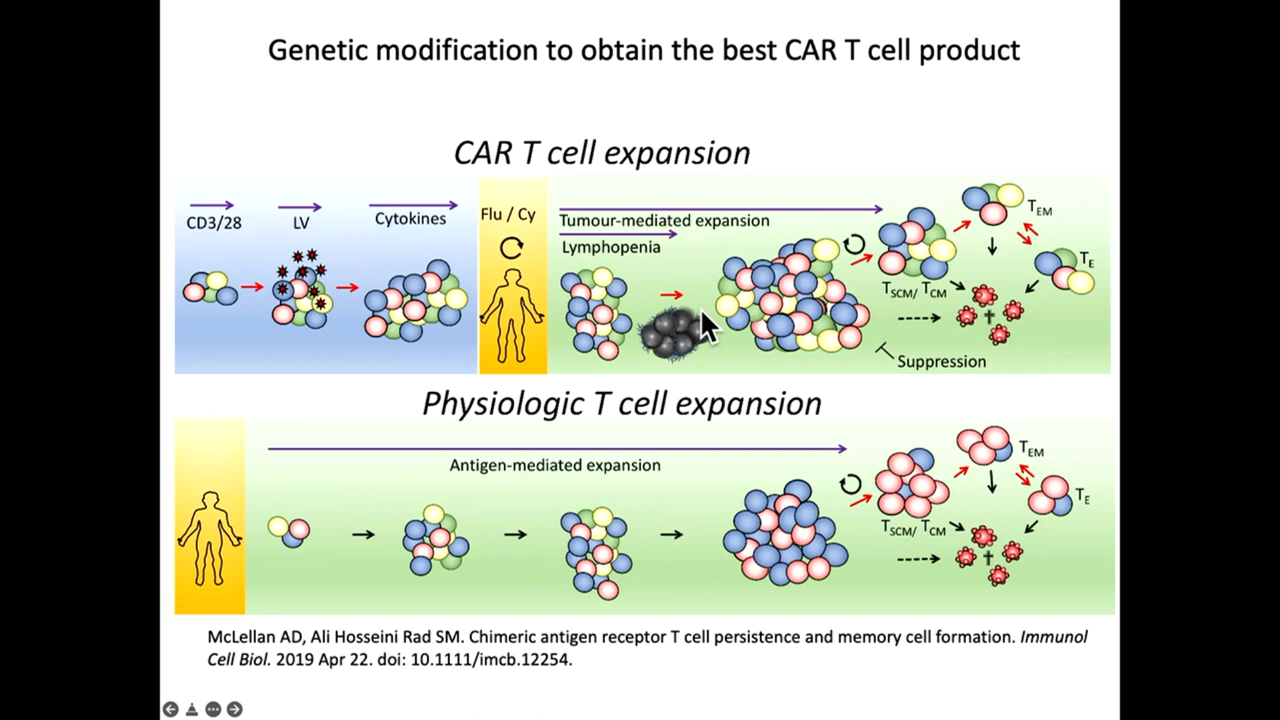 Genetic modification to obtain the best CAR T cell product
CAR T cell expansion
CD3/28
LV
Cytokines
Flu / Cy
Tumour-mediated expansion
Lymphopenia
TSCM/ TCM
TEM
TE
Suppression
Physiologic T cell expansion
Antigen-mediated expansion
TSCM/ TCM
TEM
TE
McLellan AD, Ali Hosseini Rad SM. Chimeric antigen receptor T cell persistence and memory cell formation. Immunol
Cell Biol. 2019 Apr 22. doi: 10.1111/imcb.12254.